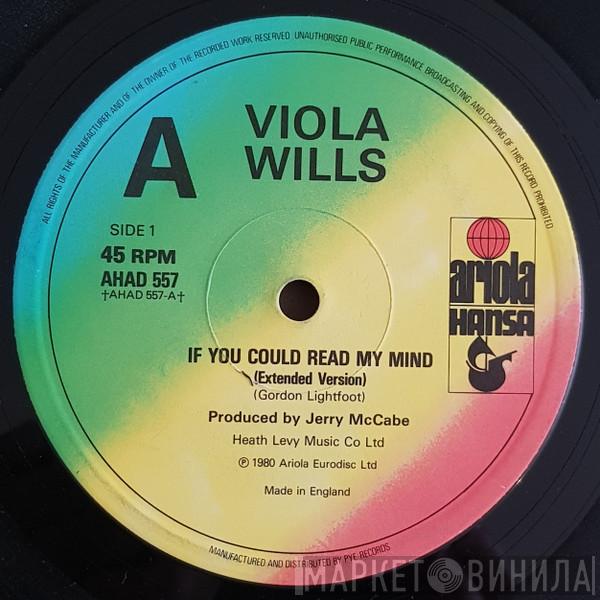 ALL RIGHTS OF THE MANUFACTURER AND OF THE OWNER OF THE RECORDED WORK RESERVED UNAUTHORISED PUBLIC PERFORMANCE BROADCASTING AND COPYING OF THIS RECORD PROHIBITED
A
VIOLA
WILLS
SIDE 1
45 RPM
AHAD 557
†AHAD 557-A†
ariola
HANSA
IF YOU COULD READ MY MIND
(Extended Version)
(Gordon Lightfoot)
Produced by Jerry McCabe
Heath Levy Music Co Ltd
℗ 1980 Ariola Eurodisc Ltd
Made in England
MANUFACTURED AND DISTRIBUTED BY PYE RECORDS
МАРКЕТ ВИНИЛА